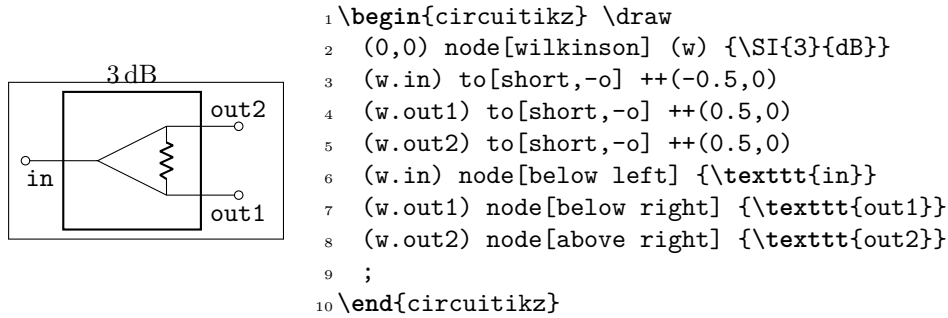 3 dB
out2
in
out1
1 \begin{circuitikz} \draw
2 (0,0) node[wilkinson] (w) {\SI{3}{dB}}
3 (w.in) to[short,-o] ++(-0.5,0)
4 (w.out1) to[short,-o] ++(0.5,0)
5 (w.out2) to[short,-o] ++(0.5,0)
6 (w.in) node[below left] {\texttt{in}}
7 (w.out1) node[below right] {\texttt{out1}}
8 (w.out2) node[above right] {\texttt{out2}}
9 ;
10 \end{circuitikz}